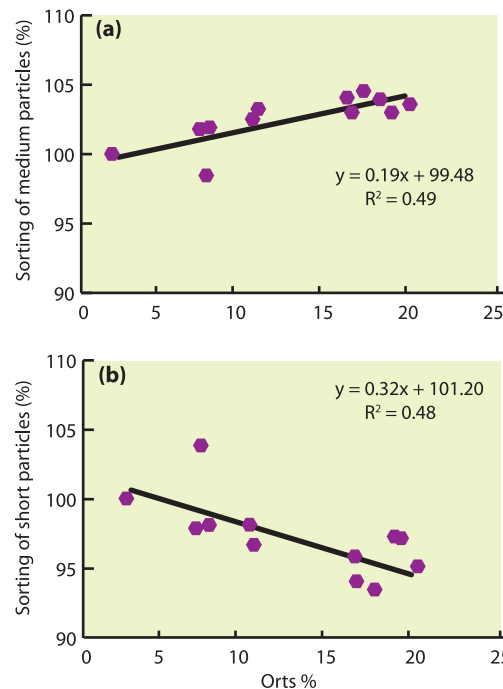 (a)
Sorting of medium particles (%)
110
105
100
95
90
y = 0.19x + 99.48
R² = 0.49
0 5 10 15 20 25
(b)
Sorting of short particles (%)
110
105
100
95
90
y = 0.32x + 101.20
R² = 0.48
0 5 10 15 20 25
Orts %